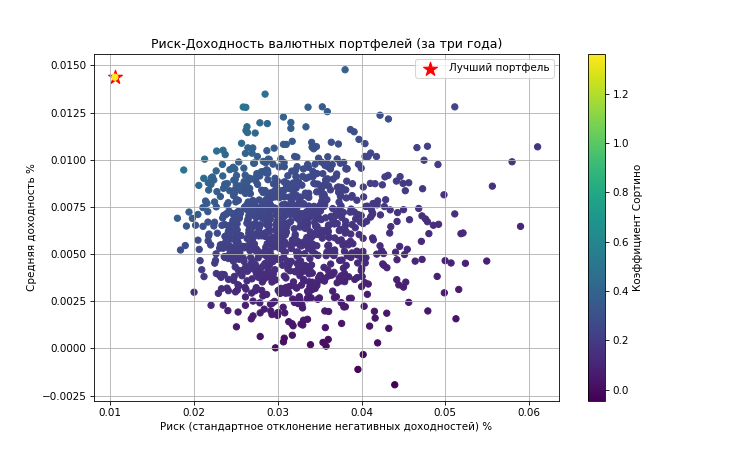 Риск-Доходность валютных портфелей (за три года)
Лучший портфель
0.0150
0.0125
0.0100
0.0075
0.0050
0.0025
0.0000
−0.0025
Средняя доходность %
0.01 0.02 0.03 0.04 0.05 0.06
Риск (стандартное отклонение негативных доходностей) %
1.2
1.0
0.8
0.6
0.4
0.2
0.0
Коэффициент Сортино